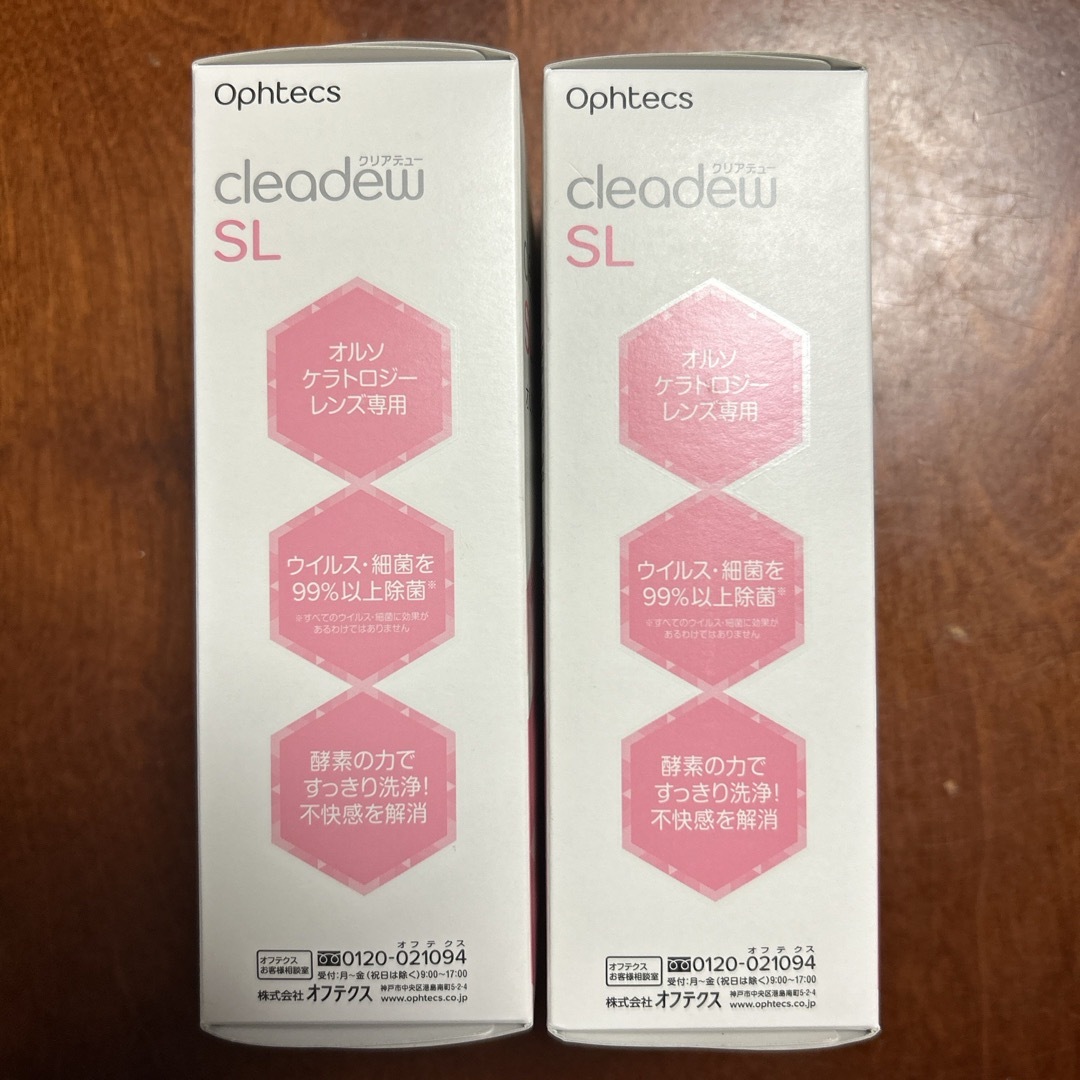 Ophtecs
クリアデュー
cleadew
SL
オルソ
ケラトロジー
レンズ専用
ウイルス・細菌を
99%以上除菌※
※すべてのウイルス・細菌に効果が
あるわけではありません
酵素の力で
すっきり洗浄!
不快感を解消
オフテクス
オフテクス
お客様相談室
0120-021094
受付:月~金(祝日は除く)9:00~17:00
株式会社オフテクス
神戸市中央区港島南町5-2-4
www.ophtecs.co.jp
Ophtecs
クリアデュー
cleadew
SL
オルソ
ケラトロジー
レンズ専用
ウイルス・細菌を
99%以上除菌※
※すべてのウイルス・細菌に効果が
あるわけではありません
酵素の力で
すっきり洗浄!
不快感を解消
オフテクス
オフテクス
お客様相談室
0120-021094
受付:月~金(祝日は除く)9:00~17:00
株式会社オフテクス
神戸市中央区港島南町5-2-4
www.ophtecs.co.jp